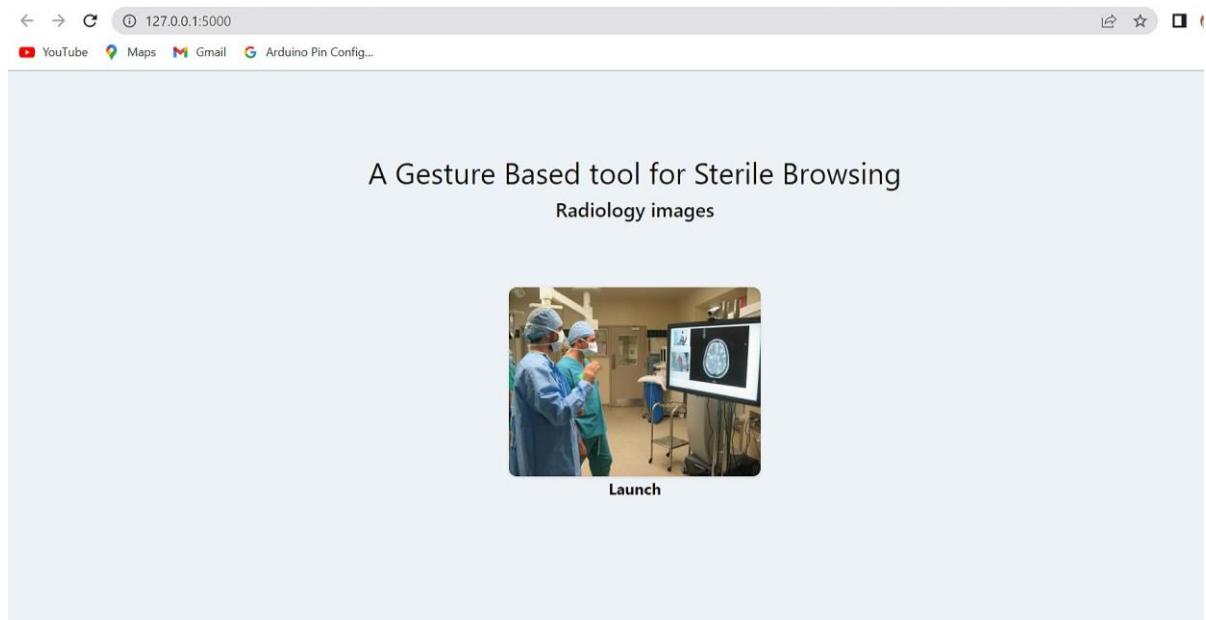 127.0.0.1:5000
YouTube Maps Gmail Arduino Pin Config...
A Gesture Based tool for Sterile Browsing
Radiology images
Launch